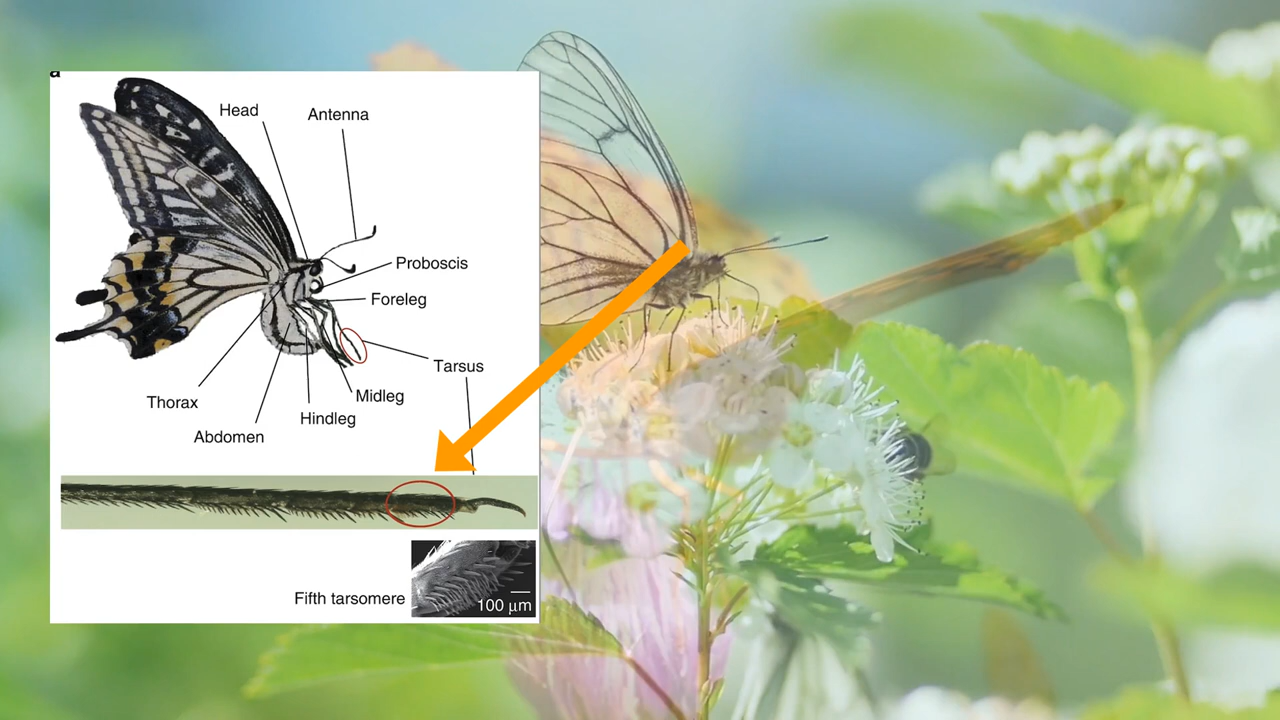 a
Head
Antenna
Proboscis
Foreleg
Tarsus
Midleg
Thorax
Hindleg
Abdomen
Fifth tarsomere
100 μm